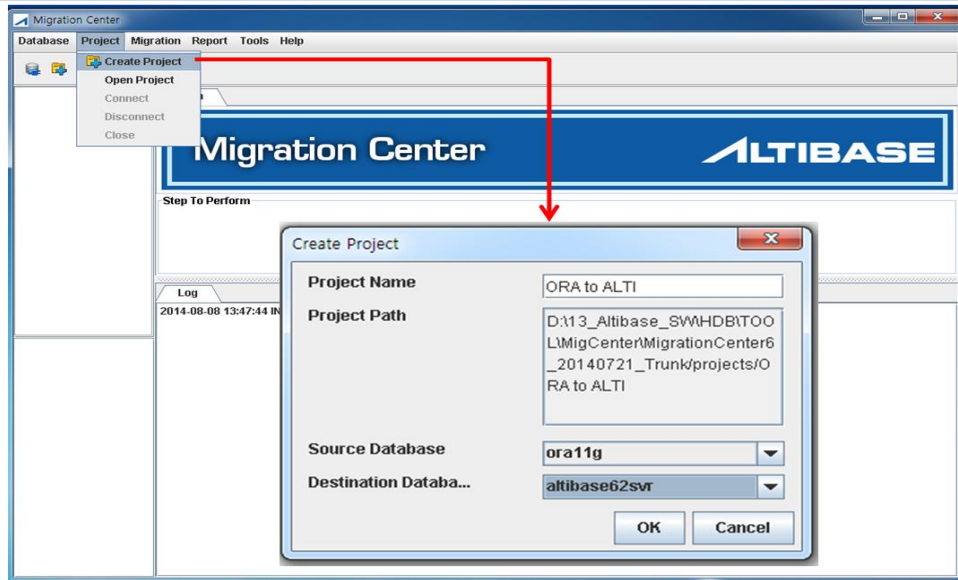 Migration Center
Database Project Migration Report Tools Help
Create Project
Open Project
Connect
Disconnect
Close
Migration Center
ALTIBASE
Step To Perform
Create Project
Project Name
ORA to ALTI
Project Path
D:\13_Altibase_SW\HDB\TOO
L\MigCenter\MigrationCenter6
_20140721_Trunk/projects/O
RA to ALTI
Source Database
ora11g
Destination Databa...
altibase62svr
OK Cancel
Log
2014-08-08 13:47:44 IN